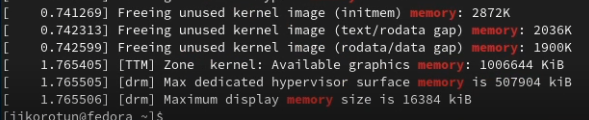 [    0.741269] Freeing unused kernel image (initmem) memory: 2872K
[    0.742313] Freeing unused kernel image (text/rodata gap) memory: 2036K
[    0.742599] Freeing unused kernel image (rodata/data gap) memory: 1900K
[    1.765405] [TTM] Zone  kernel: Available graphics memory: 1006644 KiB
[    1.765505] [drm] Max dedicated hypervisor surface memory is 507904 kiB
[    1.765506] [drm] Maximum display memory size is 16384 kiB
[iikorotun@fedora ~]$